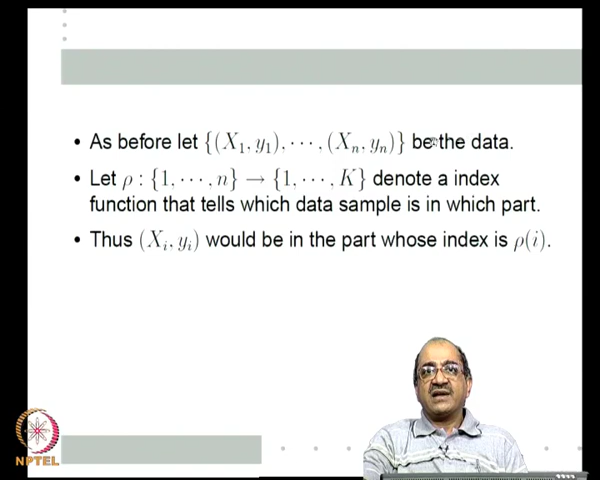 • As before let {(X₁, y₁), ⋯, (Xₙ, yₙ)} be the data.
• Let ρ : {1, ⋯, n} → {1, ⋯, K} denote a index
function that tells which data sample is in which part.
• Thus (Xᵢ, yᵢ) would be in the part whose index is ρ(i).
NPTEL